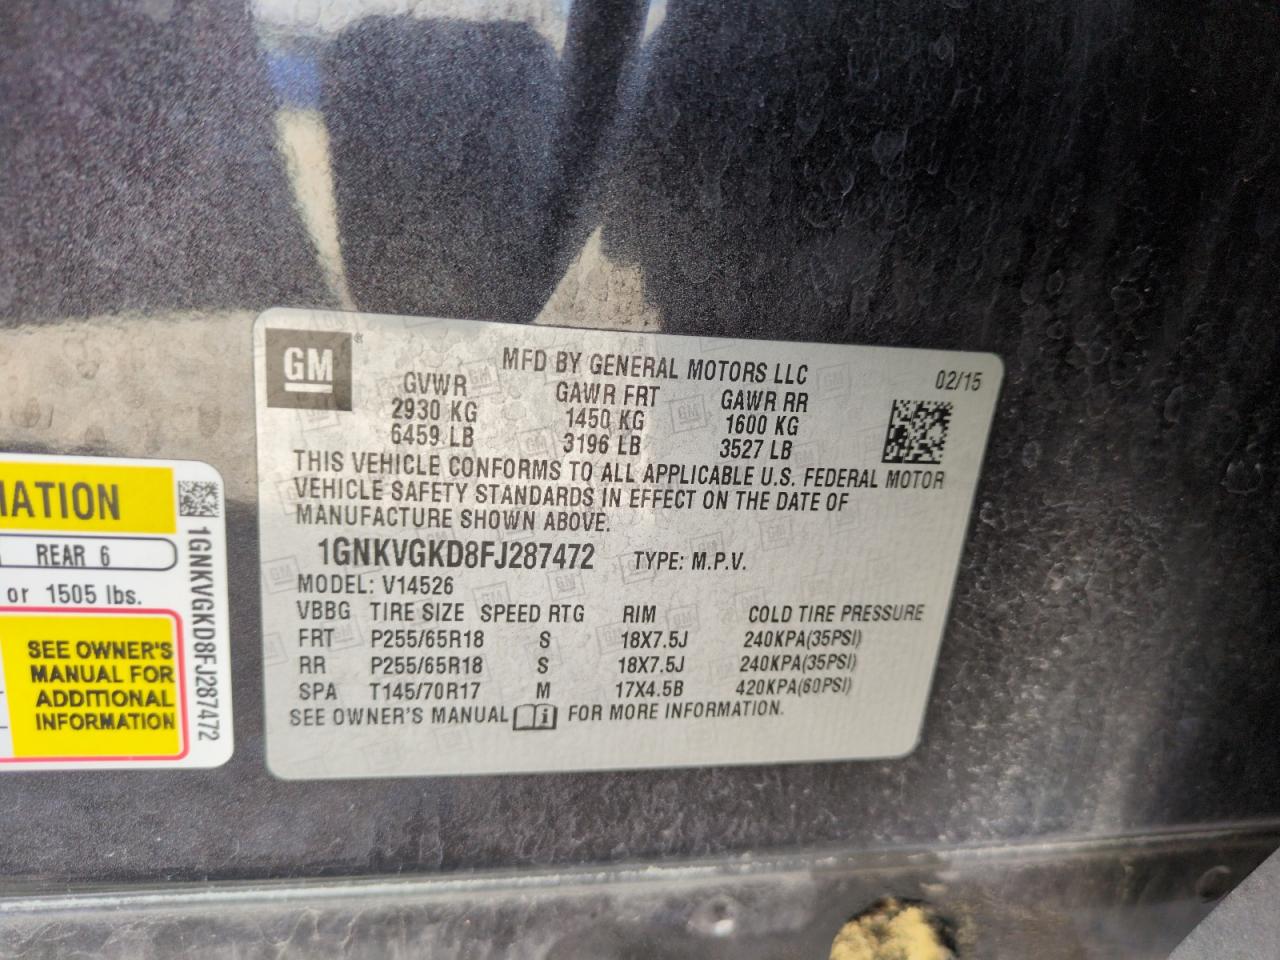 GM
MFD BY GENERAL MOTORS LLC
02/15
GVWR GAWR FRT GAWR RR
2930 KG 1450 KG 1600 KG
6459 LB 3196 LB 3527 LB
THIS VEHICLE CONFORMS TO ALL APPLICABLE U.S. FEDERAL MOTOR
VEHICLE SAFETY STANDARDS IN EFFECT ON THE DATE OF
MANUFACTURE SHOWN ABOVE.
1GNKVGKD8FJ287472 TYPE: M.P.V.
MODEL: V14526
VBBG TIRE SIZE SPEED RTG RIM COLD TIRE PRESSURE
FRT P255/65R18 S 18X7.5J 240KPA(35PSI)
RR P255/65R18 S 18X7.5J 240KPA(35PSI)
SPA T145/70R17 M 17X4.5B 420KPA(60PSI)
SEE OWNER'S MANUAL i FOR MORE INFORMATION.
MATION
REAR 6
or 1505 lbs.
SEE OWNER'S
MANUAL FOR
ADDITIONAL
INFORMATION
1GNKVGKD8FJ287472